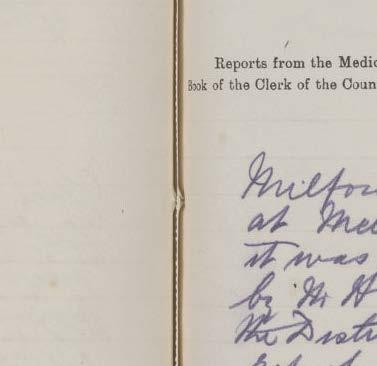 Reports from the Medic
Book of the Clerk of the Coun
Milfor
at Mee
it was
by Mr H
the Distr